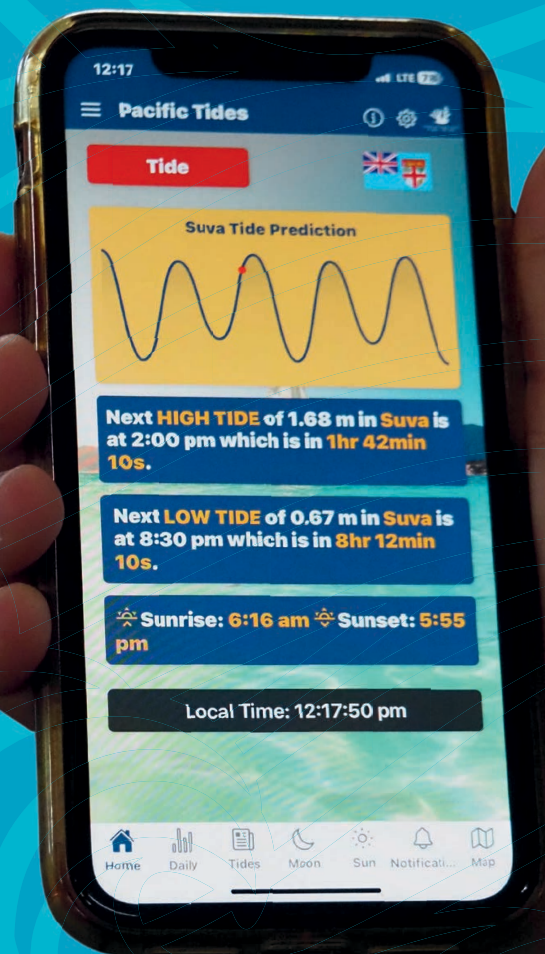 12:17
LTE 78
Pacific Tides
Tide
Suva Tide Prediction
Next HIGH TIDE of 1.68 m in Suva is
at 2:00 pm which is in 1hr 42min
10s.
Next LOW TIDE of 0.67 m in Suva is
at 8:30 pm which is in 8hr 12min
10s.
Sunrise: 6:16 am Sunset: 5:55
pm
Local Time: 12:17:50 pm
Home Daily Tides Moon Sun Notificati... Map